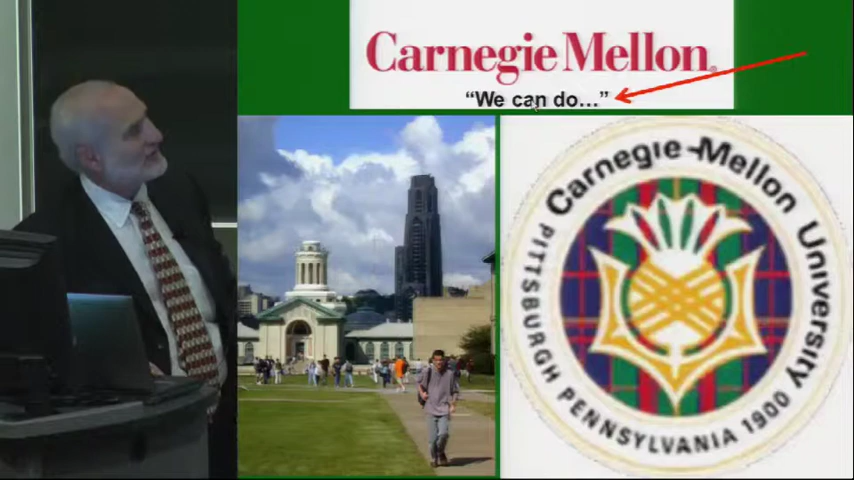 Carnegie Mellon®
“We can do...”
Carnegie-Mellon University
PITTSBURGH PENNSYLVANIA 1900